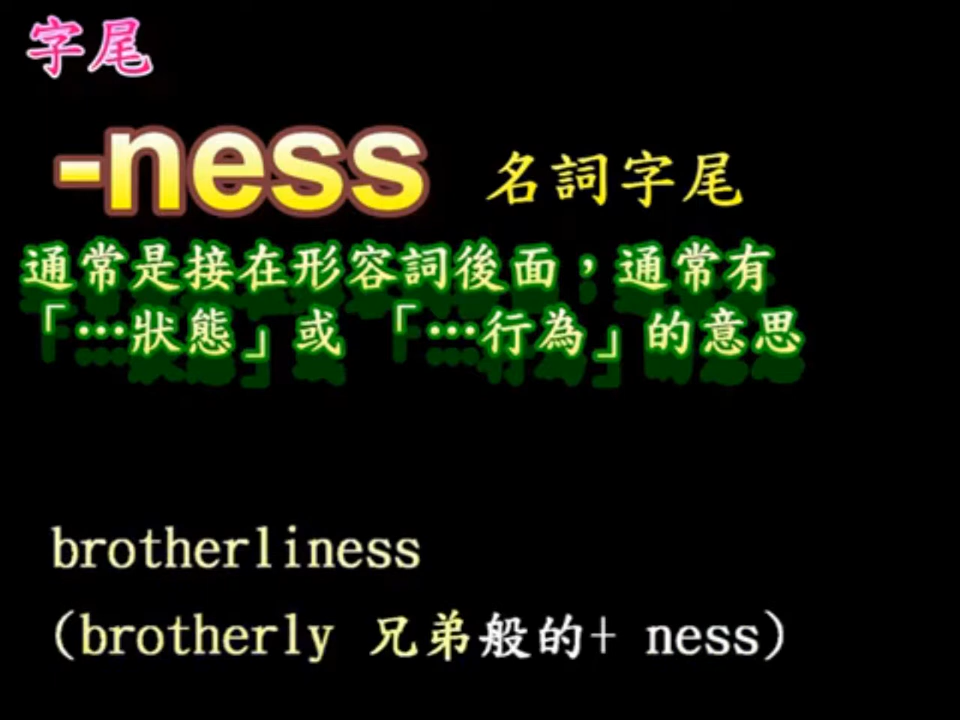 字尾
-ness 名詞字尾
通常是接在形容詞後面，通常有
「…狀態」或 「…行為」的意思
brotherliness
(brotherly 兄弟般的+ ness)